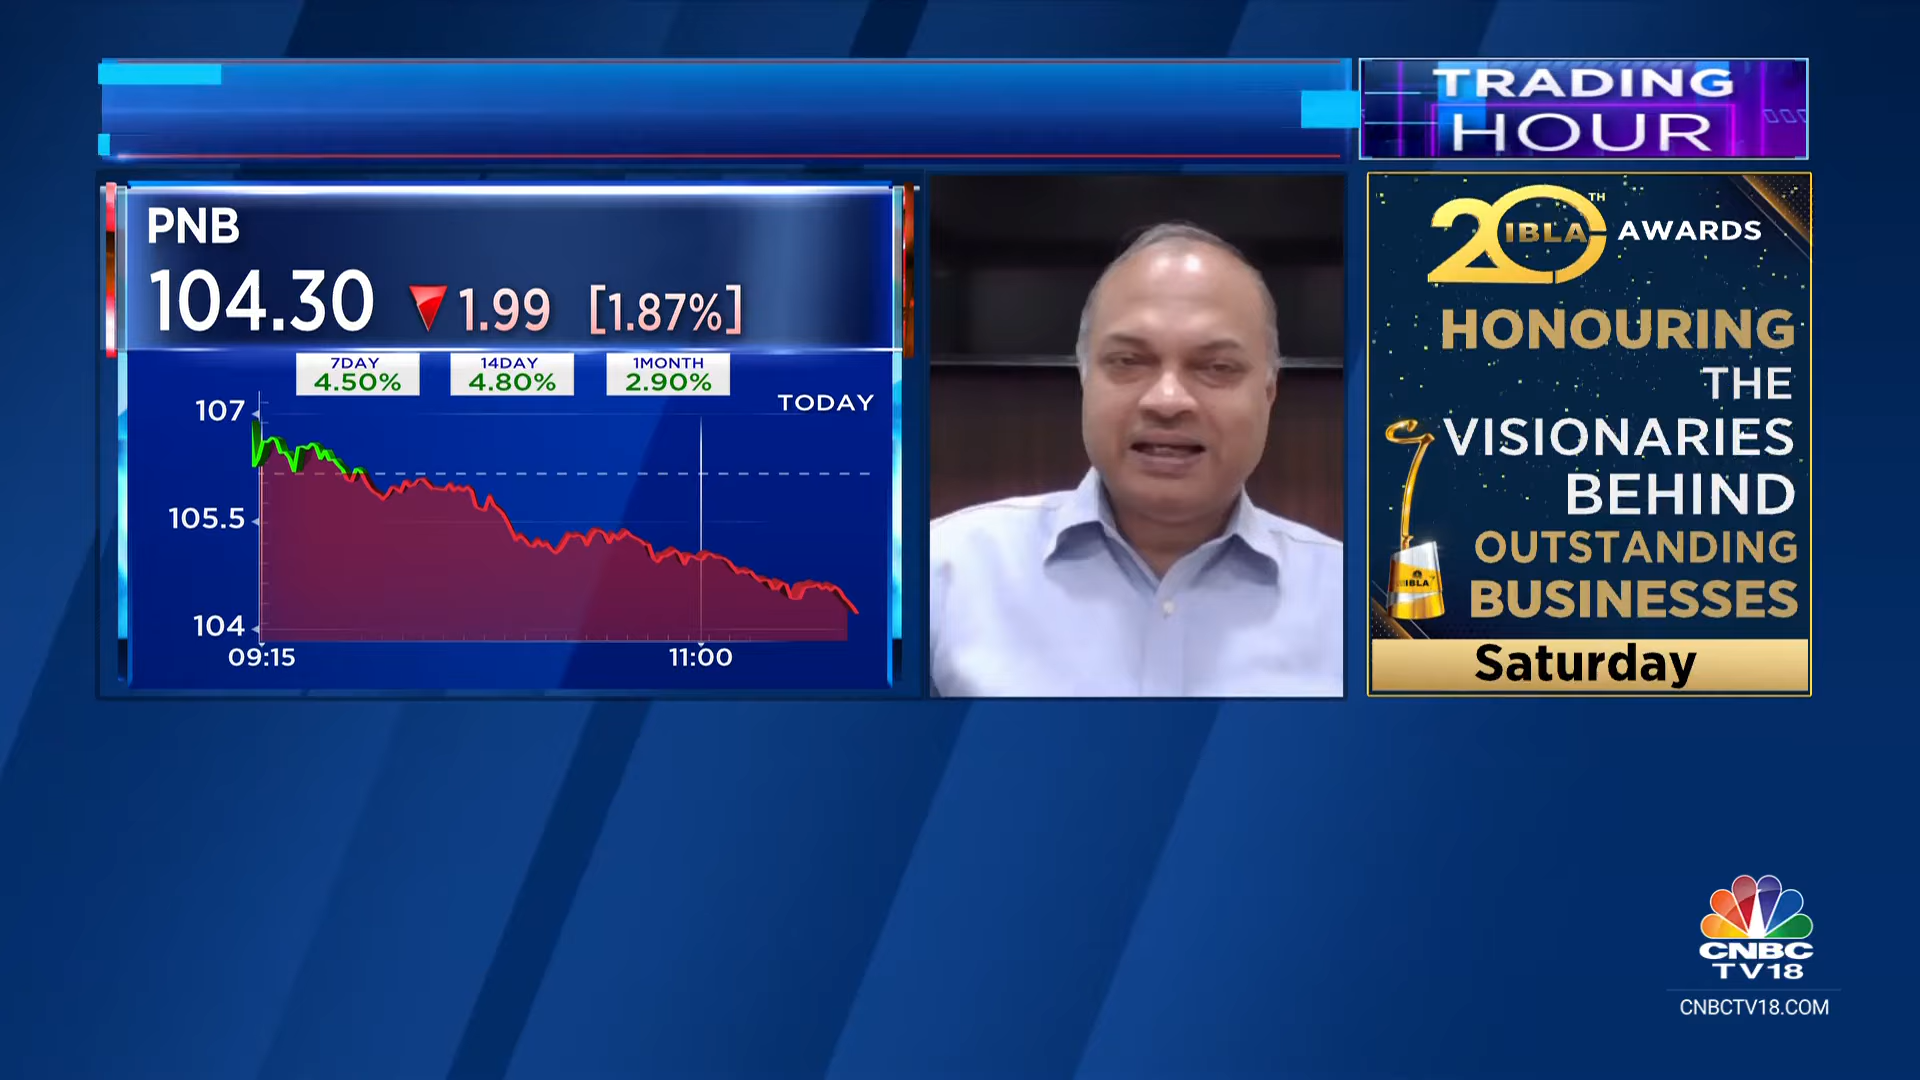 TRADING
HOUR
PNB
104.30 ▼ 1.99 [1.87%]
7DAY
4.50%
14DAY
4.80%
1MONTH
2.90%
TODAY
107
105.5
104
09:15
11:00
20TH IBLA AWARDS
HONOURING
THE
VISIONARIES
BEHIND
OUTSTANDING
BUSINESSES
IBLA
Saturday
CNBC
TV18
CNBCTV18.COM